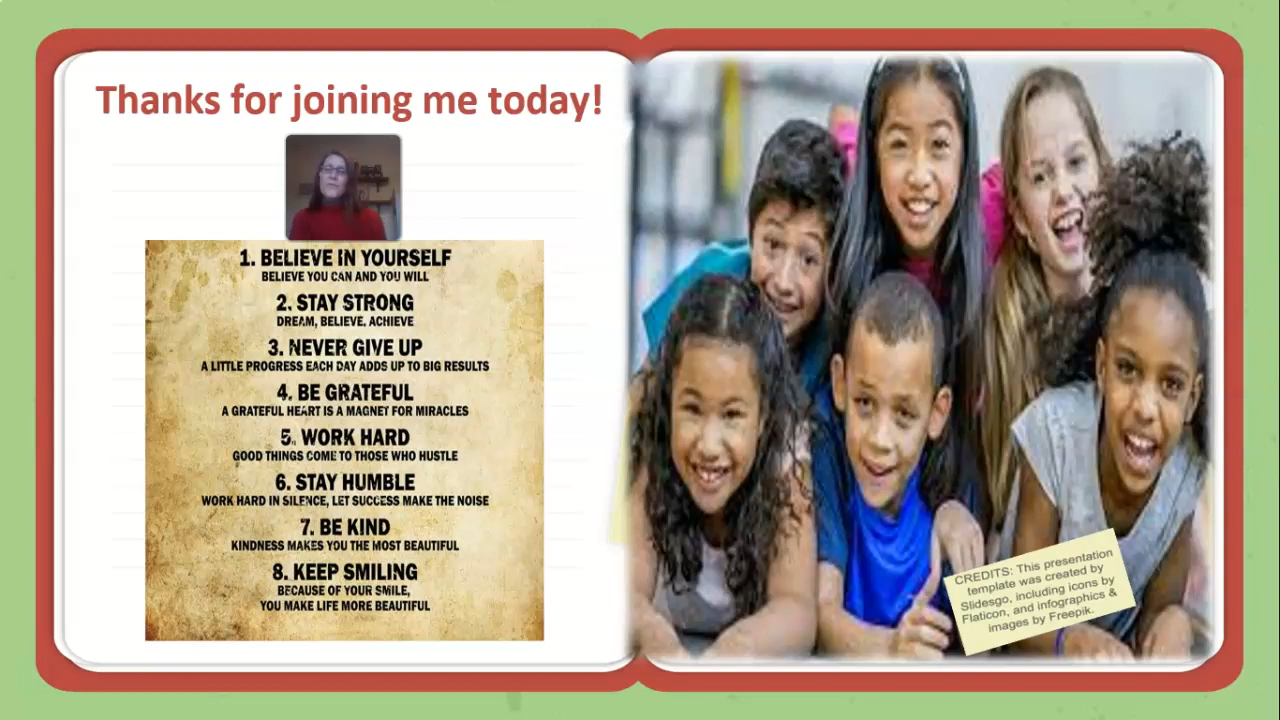 Thanks for joining me today!
1. BELIEVE IN YOURSELF
BELIEVE YOU CAN AND YOU WILL
2. STAY STRONG
DREAM, BELIEVE, ACHIEVE
3. NEVER GIVE UP
A LITTLE PROGRESS EACH DAY ADDS UP TO BIG RESULTS
4. BE GRATEFUL
A GRATEFUL HEART IS A MAGNET FOR MIRACLES
5. WORK HARD
GOOD THINGS COME TO THOSE WHO HUSTLE
6. STAY HUMBLE
WORK HARD IN SILENCE, LET SUCCESS MAKE THE NOISE
7. BE KIND
KINDNESS MAKES YOU THE MOST BEAUTIFUL
8. KEEP SMILING
BECAUSE OF YOUR SMILE,
YOU MAKE LIFE MORE BEAUTIFUL
CREDITS: This presentation
template was created by
Slidesgo, including icons by
Flaticon, and infographics &
images by Freepik.